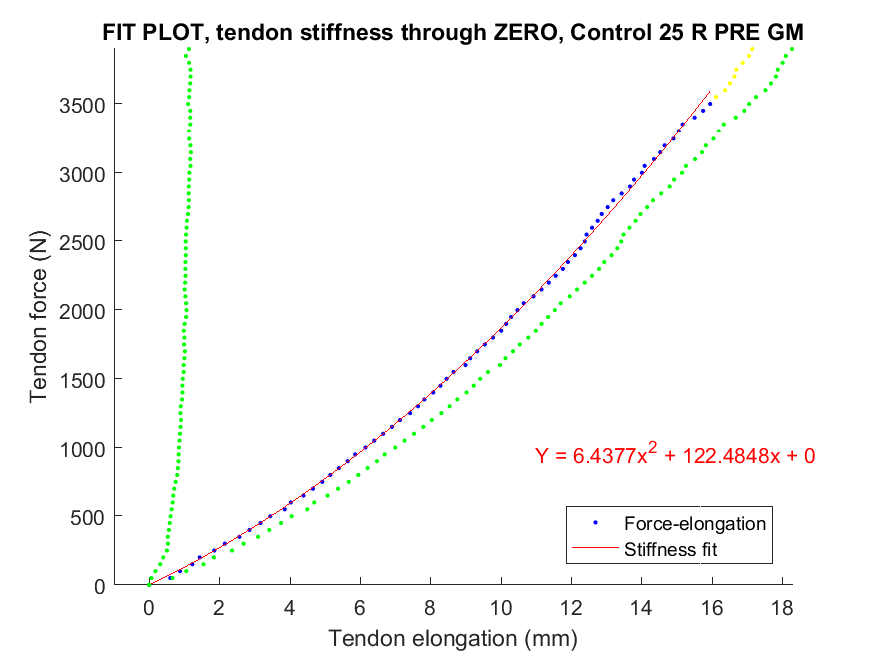 FIT PLOT, tendon stiffness through ZERO, Control 25 R PRE GM
Tendon force (N)
3500
3000
2500
2000
1500
1000
500
0
Y = 6.4377x² + 122.4848x + 0
Force-elongation
Stiffness fit
0 2 4 6 8 10 12 14 16 18
Tendon elongation (mm)